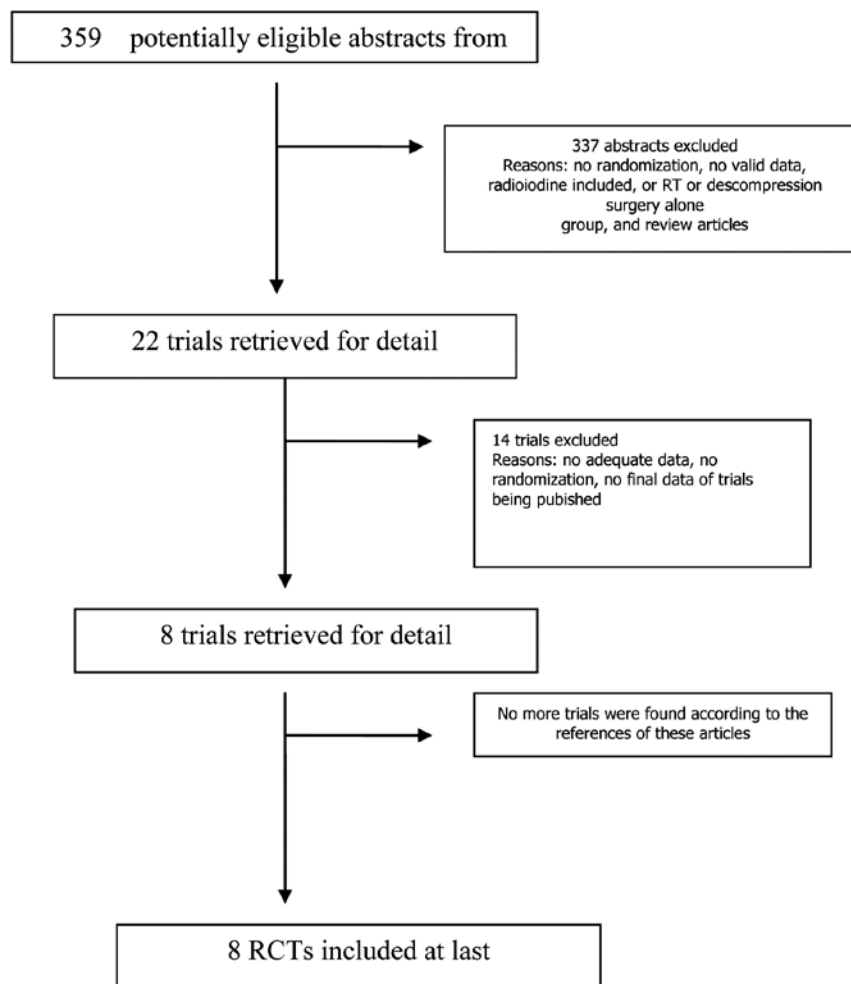 359 potentially eligible abstracts from
337 abstracts excluded
Reasons: no randomization, no valid data,
radioiodine included, or RT or descompression
surgery alone
group, and review articles
22 trials retrieved for detail
14 trials excluded
Reasons: no adequate data, no
randomization, no final data of trials
being pubished
8 trials retrieved for detail
No more trials were found according to the
references of these articles
8 RCTs included at last